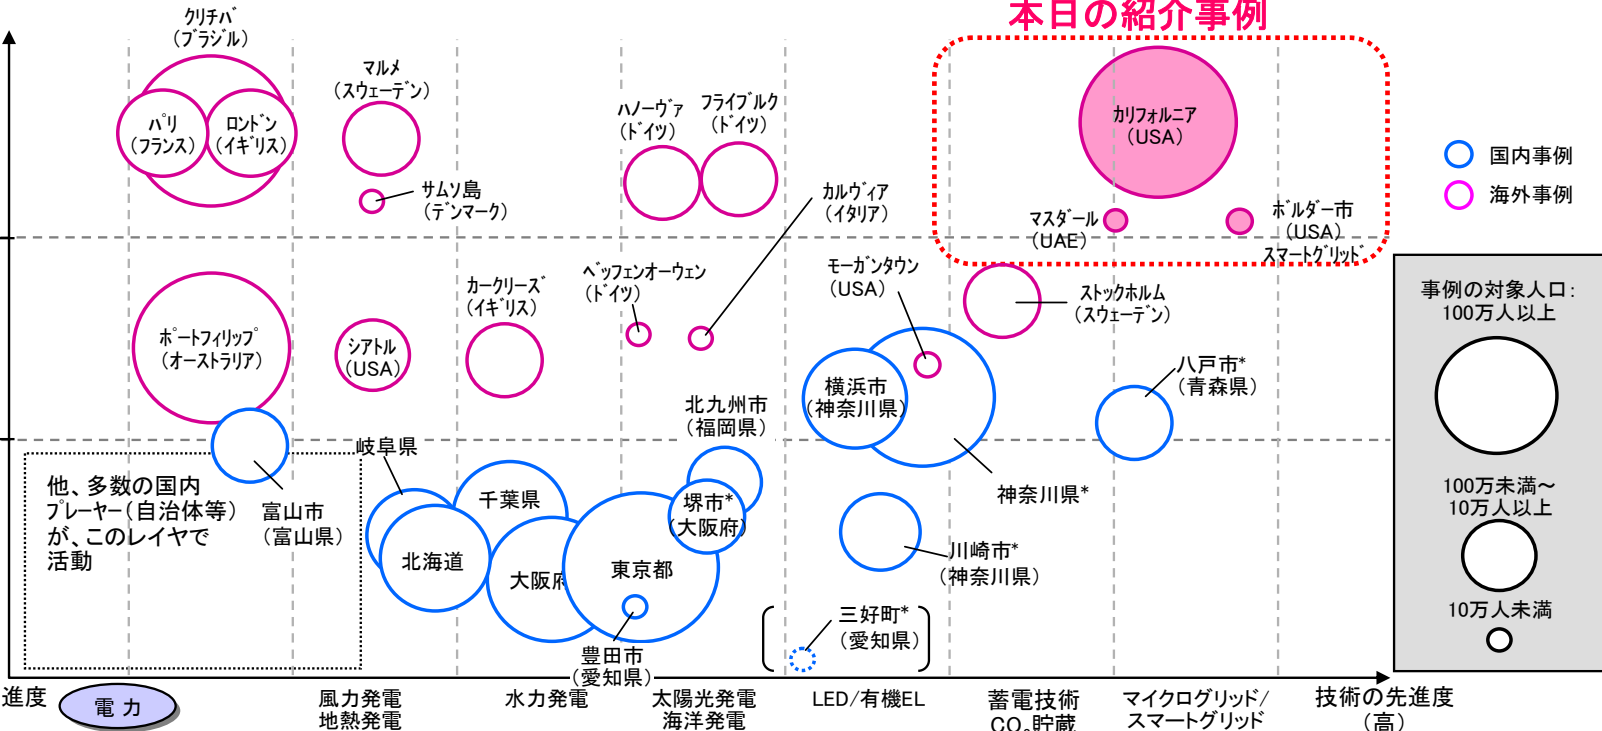 本日の紹介事例
クリチバ
（ブラジル）
パリ
（フランス）
ロンドン
（イギリス）
マルメ
（スウェーデン）
サムソ島
（デンマーク）
ハノーヴァ
（ドイツ）
フライブルク
（ドイツ）
カルヴィア
（イタリア）
カリフォルニア
（USA）
マスダール
（UAE）
ボルダー市
（USA）
スマートグリッド
国内事例
海外事例
ポートフィリップ
（オーストラリア）
シアトル
（USA）
カークリーズ
（イギリス）
ベッフェンオーウェン
（ドイツ）
モーガンタウン
（USA）
ストックホルム
（スウェーデン）
横浜市
（神奈川県）
八戸市*
（青森県）
神奈川県*
北九州市
（福岡県）
事例の対象人口：
100万人以上
100万未満～
10万人以上
10万人未満
他、多数の国内
プレーヤー（自治体等）
が、このレイヤで
活動
富山市
（富山県）
岐阜県
北海道
千葉県
大阪府
東京都
堺市*
（大阪府）
豊田市
（愛知県）
川崎市*
（神奈川県）
三好町*
（愛知県）
進度
電力
風力発電
地熱発電
水力発電
太陽光発電
海洋発電
LED/有機EL
蓄電技術
CO₂貯蔵
マイクログリッド/
スマートグリッド
技術の先進度
（高）